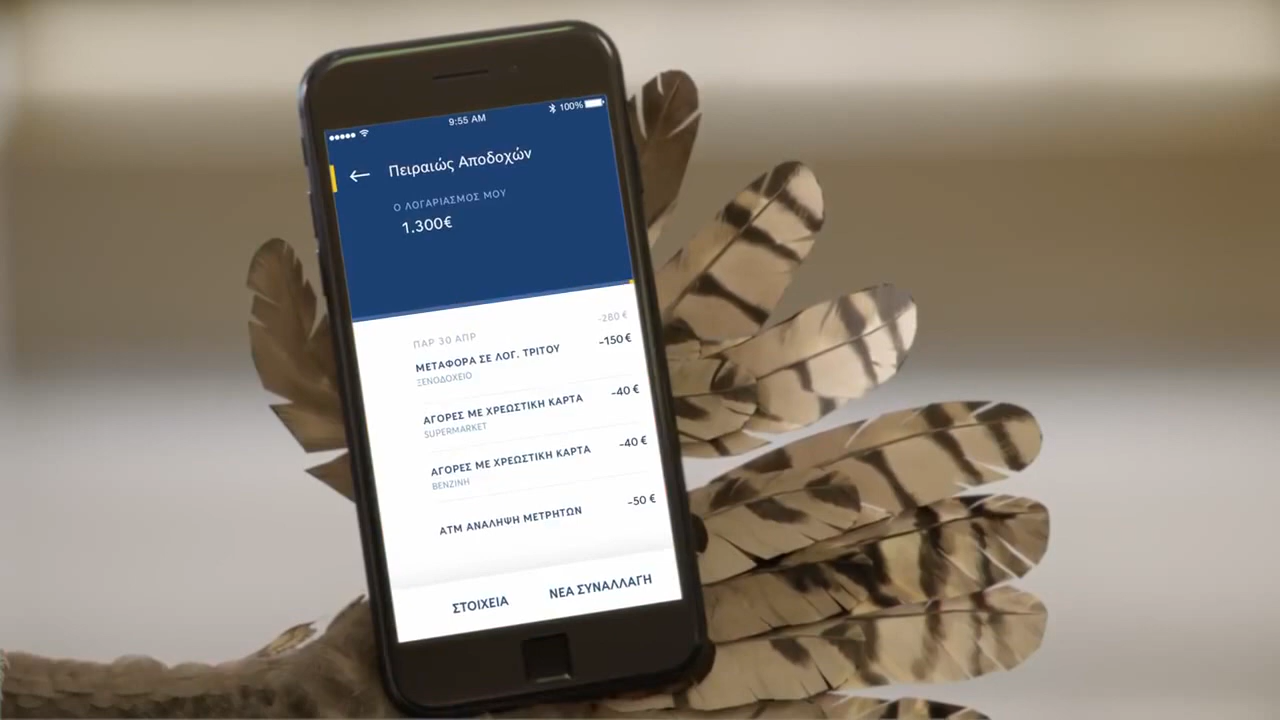 9:55 AM
100%
Πειραιώς Αποδοχών
Ο ΛΟΓΑΡΙΑΣΜΟΣ ΜΟΥ
1.300€
ΠΑΡ 30 ΑΠΡ -280 €
ΜΕΤΑΦΟΡΑ ΣΕ ΛΟΓ. ΤΡΙΤΟΥ -150 €
ΞΕΝΟΔΟΧΕΙΟ
ΑΓΟΡΕΣ ΜΕ ΧΡΕΩΣΤΙΚΗ ΚΑΡΤΑ -40 €
SUPERMARKET
ΑΓΟΡΕΣ ΜΕ ΧΡΕΩΣΤΙΚΗ ΚΑΡΤΑ -40 €
ΒΕΝΖΙΝΗ
ΑΤΜ ΑΝΑΛΗΨΗ ΜΕΤΡΗΤΩΝ -50 €
ΣΤΟΙΧΕΙΑ ΝΕΑ ΣΥΝΑΛΛΑΓΗ